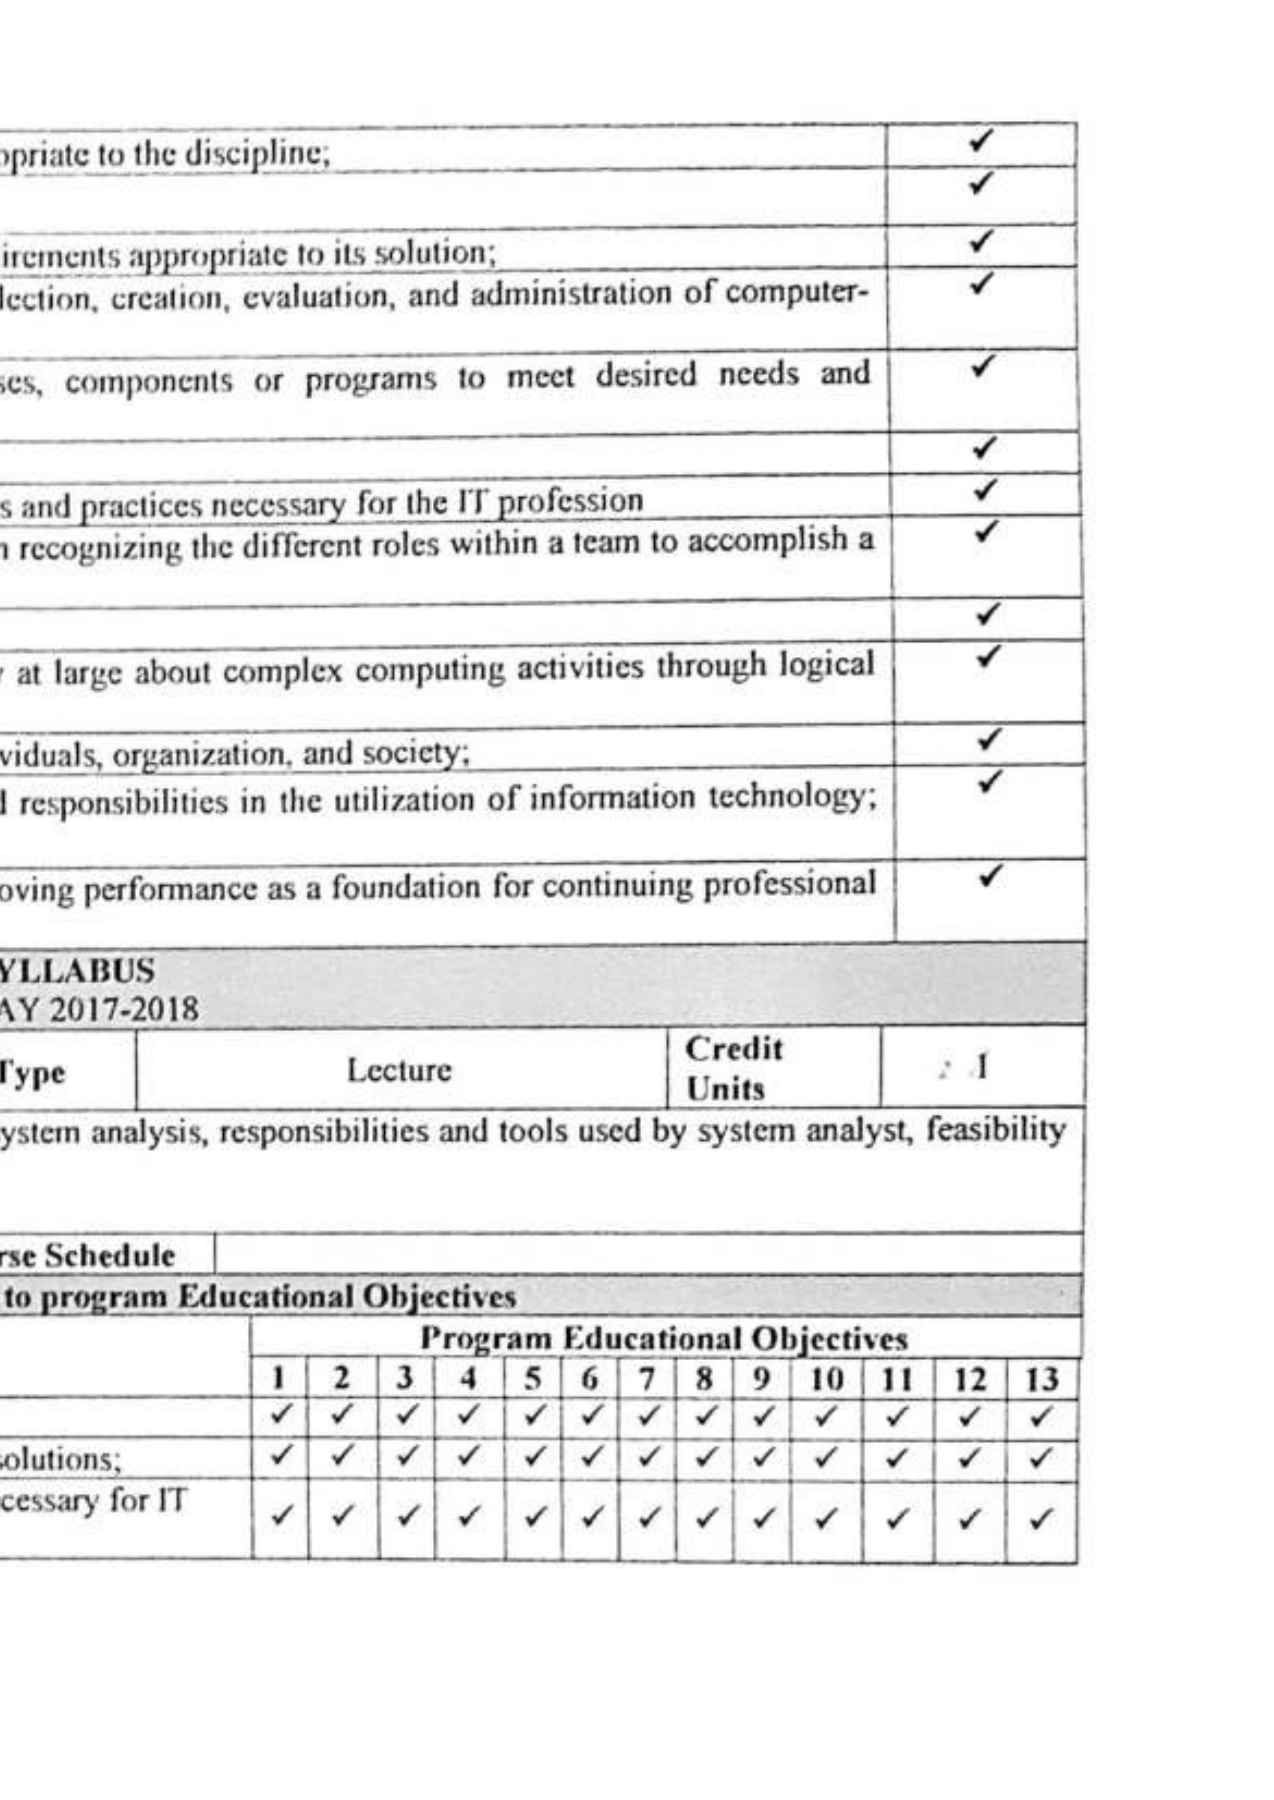 opriate to the discipline; ✓
✓
irements appropriate to its solution; ✓
lection, creation, evaluation, and administration of computer- ✓
ses, components or programs to meet desired needs and ✓
✓
s and practices necessary for the IT profession ✓
n recognizing the different roles within a team to accomplish a ✓
✓
at large about complex computing activities through logical ✓
viduals, organization, and society; ✓
d responsibilities in the utilization of information technology; ✓
oving performance as a foundation for continuing professional ✓
YLLABUS
AY 2017-2018
Type Lecture Credit Units 1
ystem analysis, responsibilities and tools used by system analyst, feasibility
rse Schedule
to program Educational Objectives
Program Educational Objectives
1 2 3 4 5 6 7 8 9 10 11 12 13
✓ ✓ ✓ ✓ ✓ ✓ ✓ ✓ ✓ ✓ ✓ ✓ ✓
solutions; ✓ ✓ ✓ ✓ ✓ ✓ ✓ ✓ ✓ ✓ ✓ ✓ ✓
cessary for IT ✓ ✓ ✓ ✓ ✓ ✓ ✓ ✓ ✓ ✓ ✓ ✓ ✓